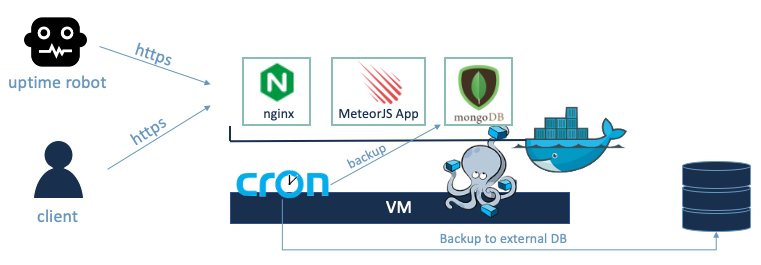 https
uptime robot
nginx
MeteorJS App
mongoDB
https
backup
cron
client
VM
Backup to external DB